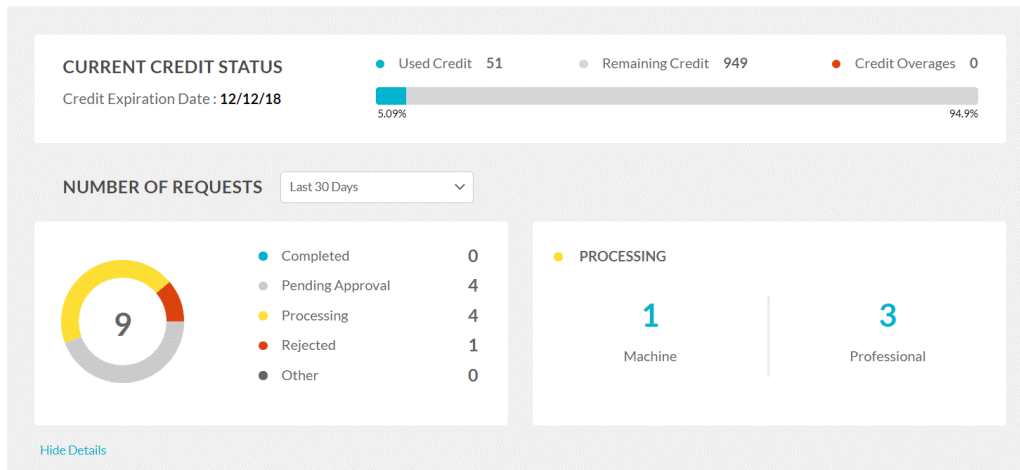 CURRENT CREDIT STATUS
Used Credit 51
Remaining Credit 949
Credit Overages 0
Credit Expiration Date : 12/12/18
5.09%
94.9%
NUMBER OF REQUESTS
Last 30 Days
9
Completed 0
Pending Approval 4
Processing 4
Rejected 1
Other 0
PROCESSING
1
Machine
3
Professional
Hide Details